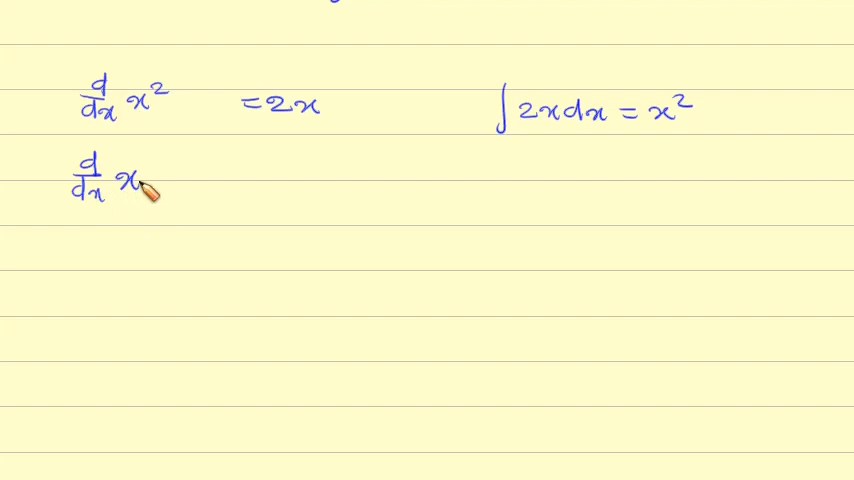 d/dx x² = 2x ∫ 2x dx = x²
d/dx x